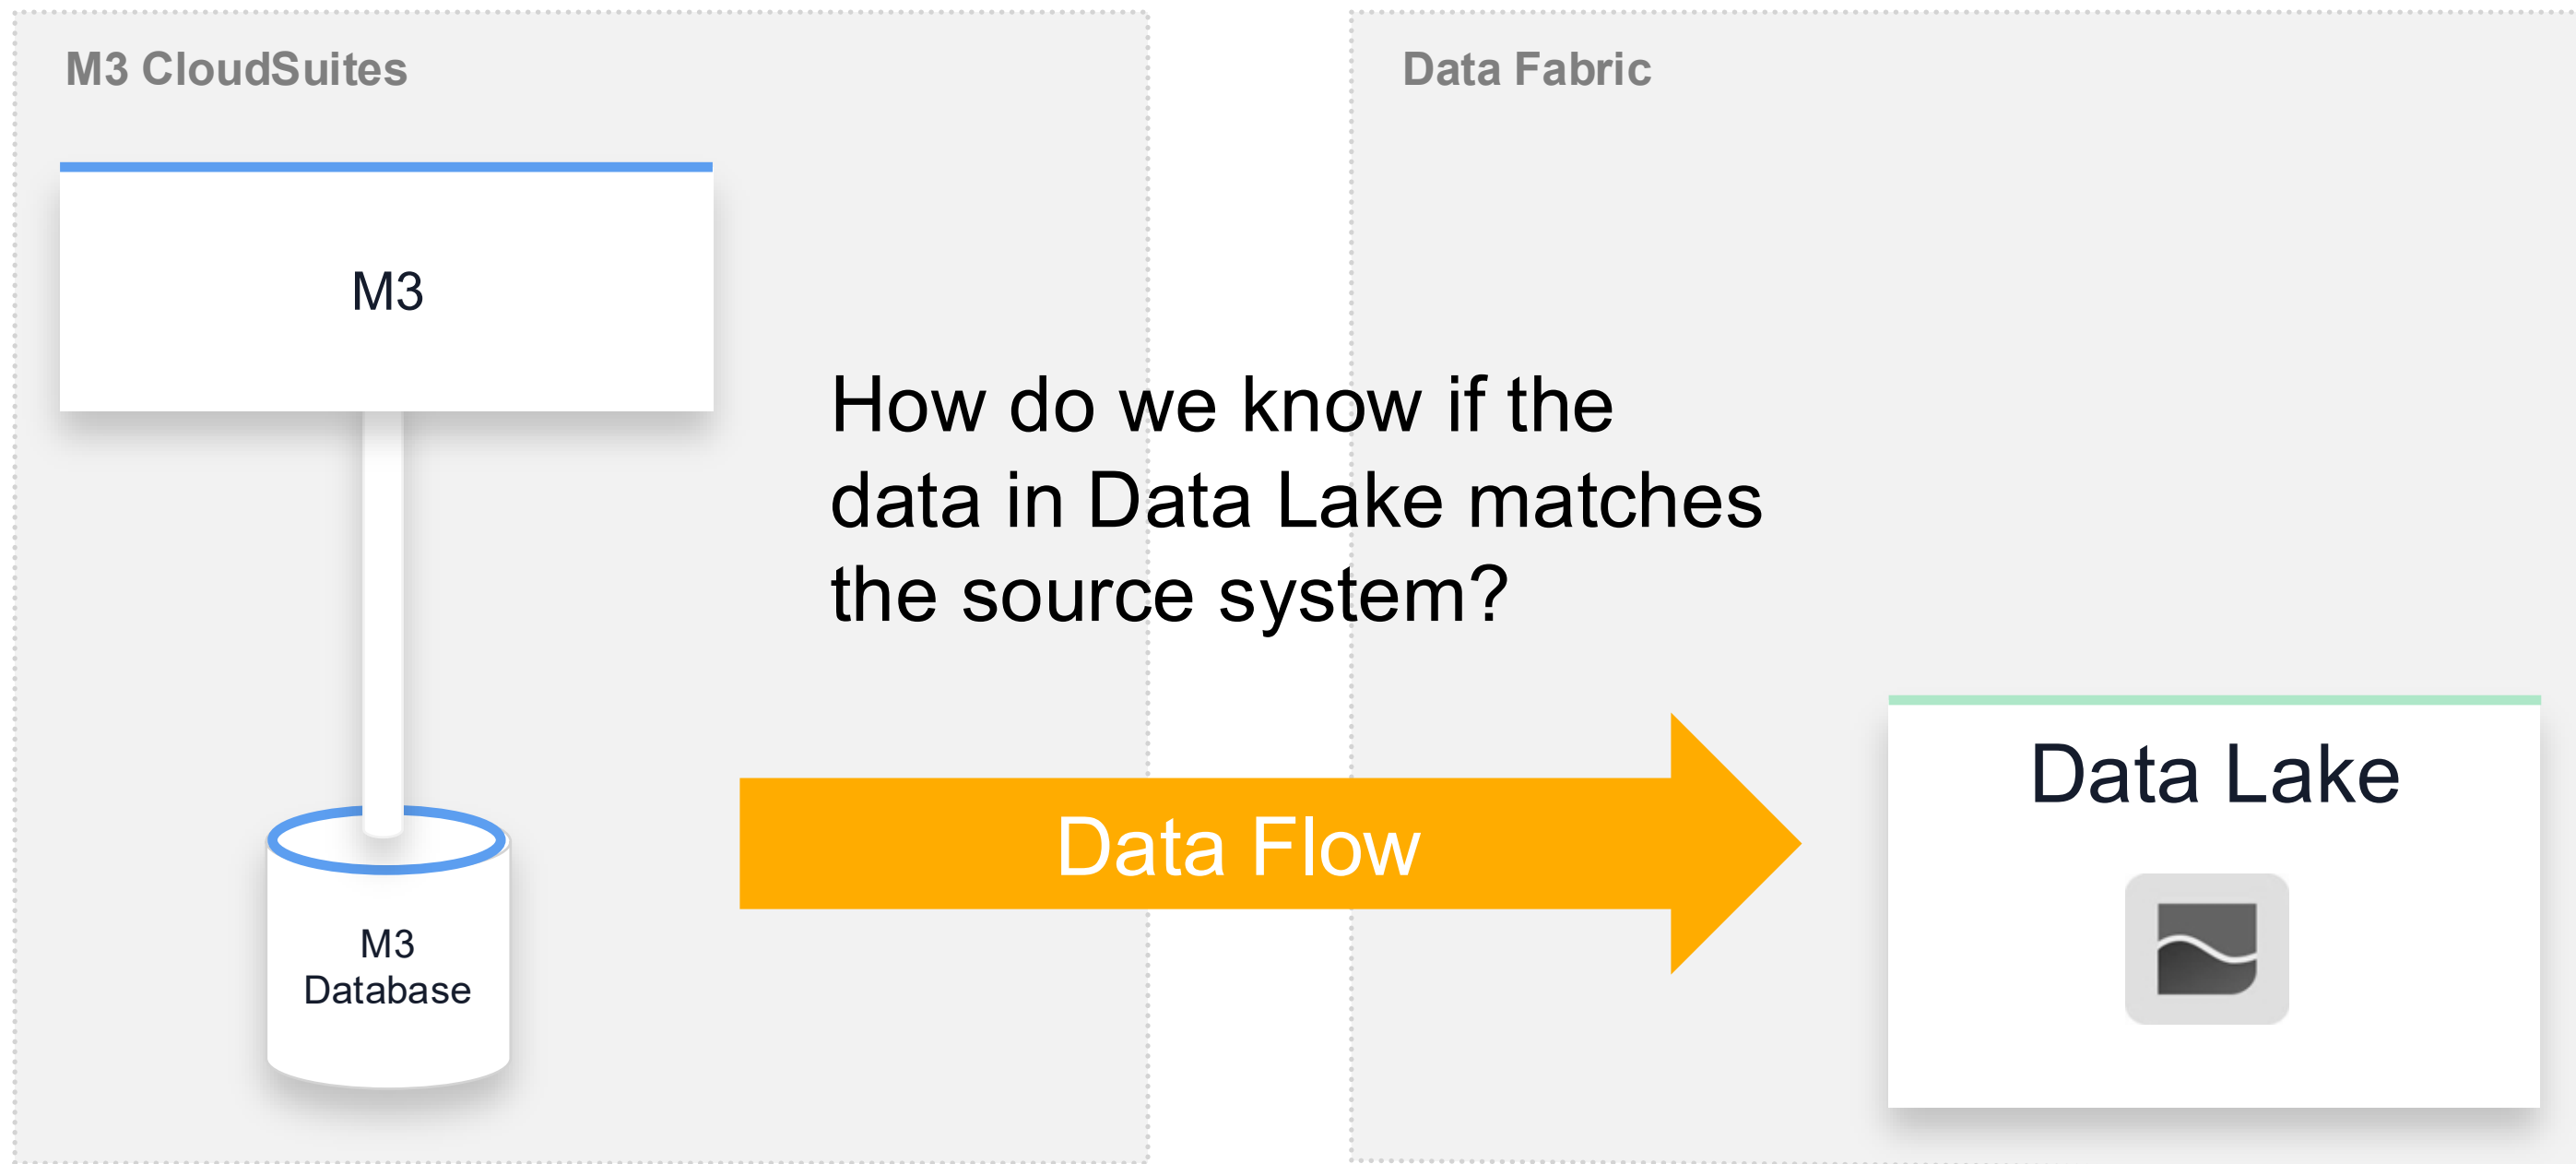 M3 CloudSuites
Data Fabric
M3
How do we know if the
data in Data Lake matches
the source system?
Data Lake
Data Flow
M3
Database